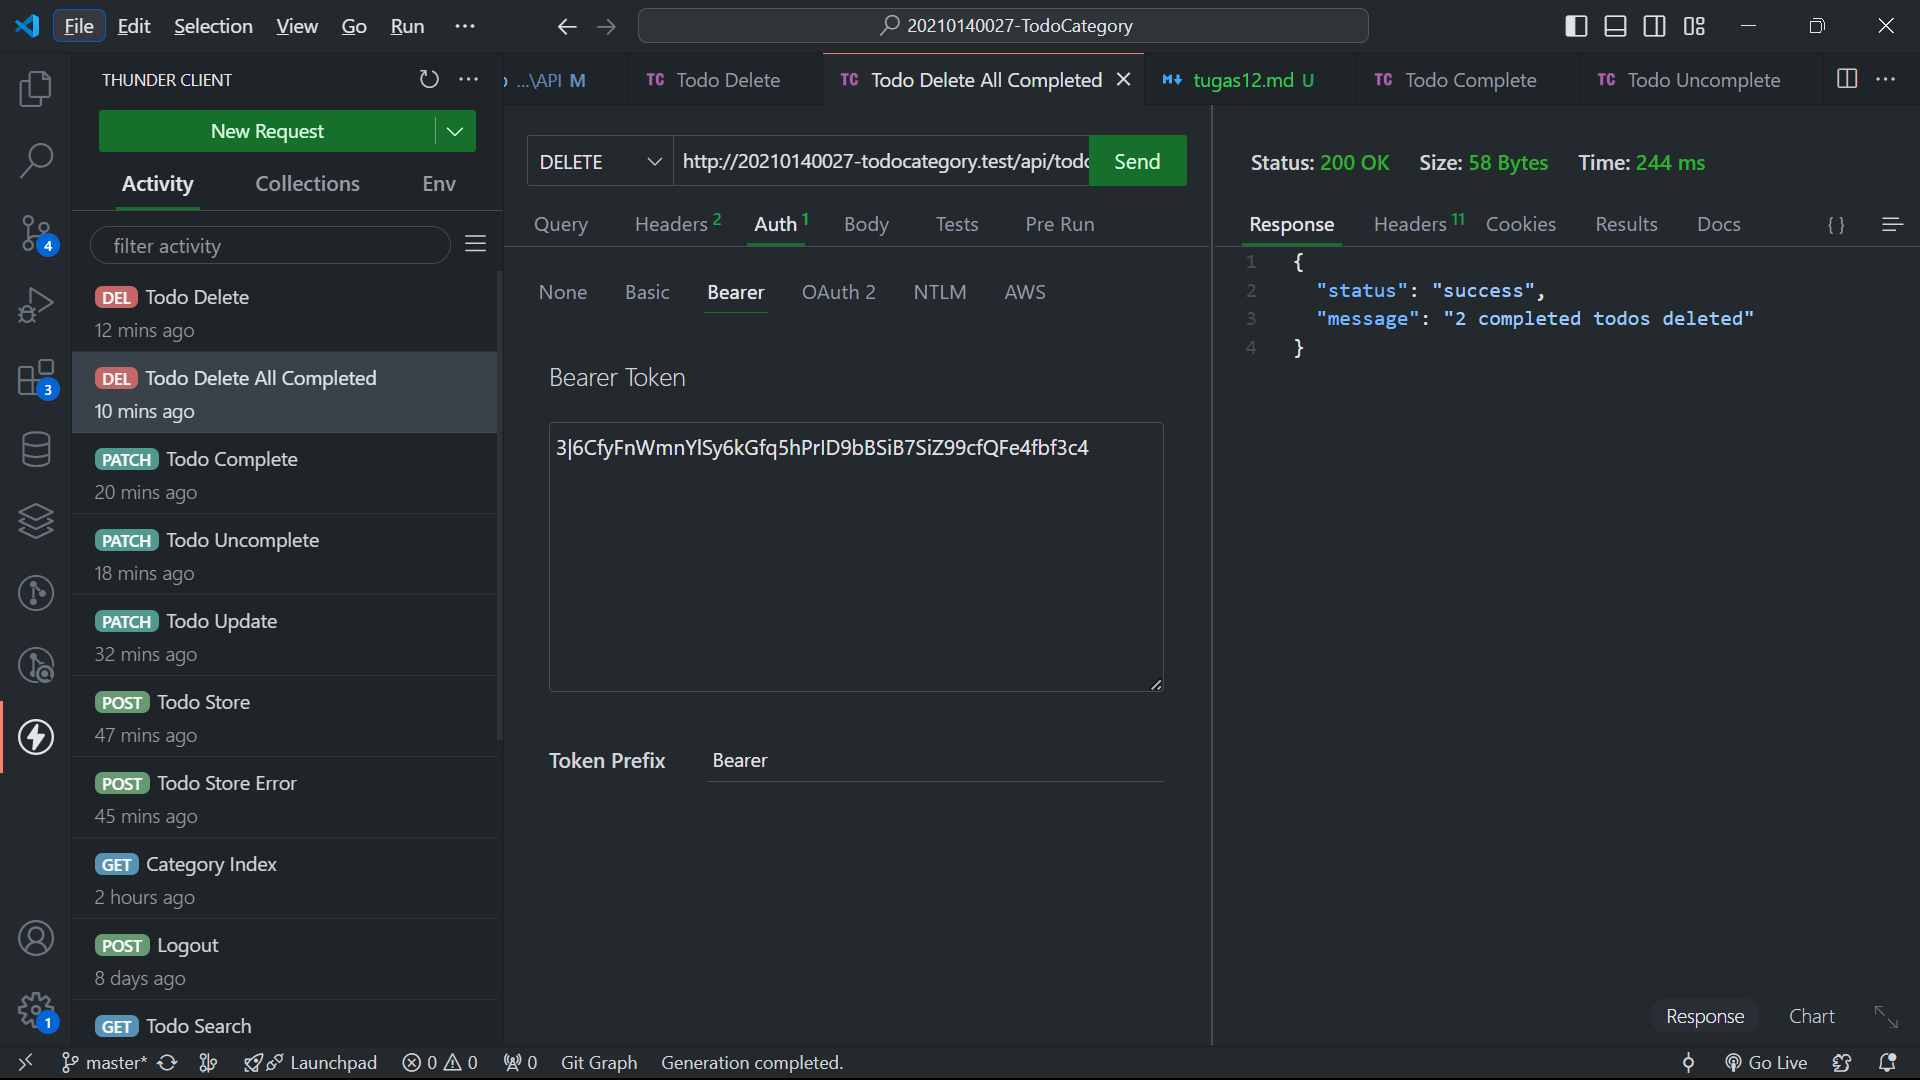 File Edit Selection View Go Run ...
20210140027-TodoCategory
THUNDER CLIENT
New Request
Activity Collections Env
filter activity
DEL Todo Delete
12 mins ago
DEL Todo Delete All Completed
10 mins ago
PATCH Todo Complete
20 mins ago
PATCH Todo Uncomplete
18 mins ago
PATCH Todo Update
32 mins ago
POST Todo Store
47 mins ago
POST Todo Store Error
45 mins ago
GET Category Index
2 hours ago
POST Logout
8 days ago
GET Todo Search
4
3
1
...\API M
TC Todo Delete
TC Todo Delete All Completed
M↓ tugas12.md U
TC Todo Complete
TC Todo Uncomplete
DELETE http://20210140027-todocategory.test/api/todo Send
Query Headers 2 Auth 1 Body Tests Pre Run
None Basic Bearer OAuth 2 NTLM AWS
Bearer Token
3|6CfyFnWmnYlSy6kGfq5hPrID9bBSiB7SiZ99cfQFe4fbf3c4
Token Prefix Bearer
Status: 200 OK Size: 58 Bytes Time: 244 ms
Response Headers 11 Cookies Results Docs { }
1 {
2 "status": "success",
3 "message": "2 completed todos deleted"
4 }
Response Chart
master* Launchpad 0 0 0 Git Graph Generation completed. Go Live